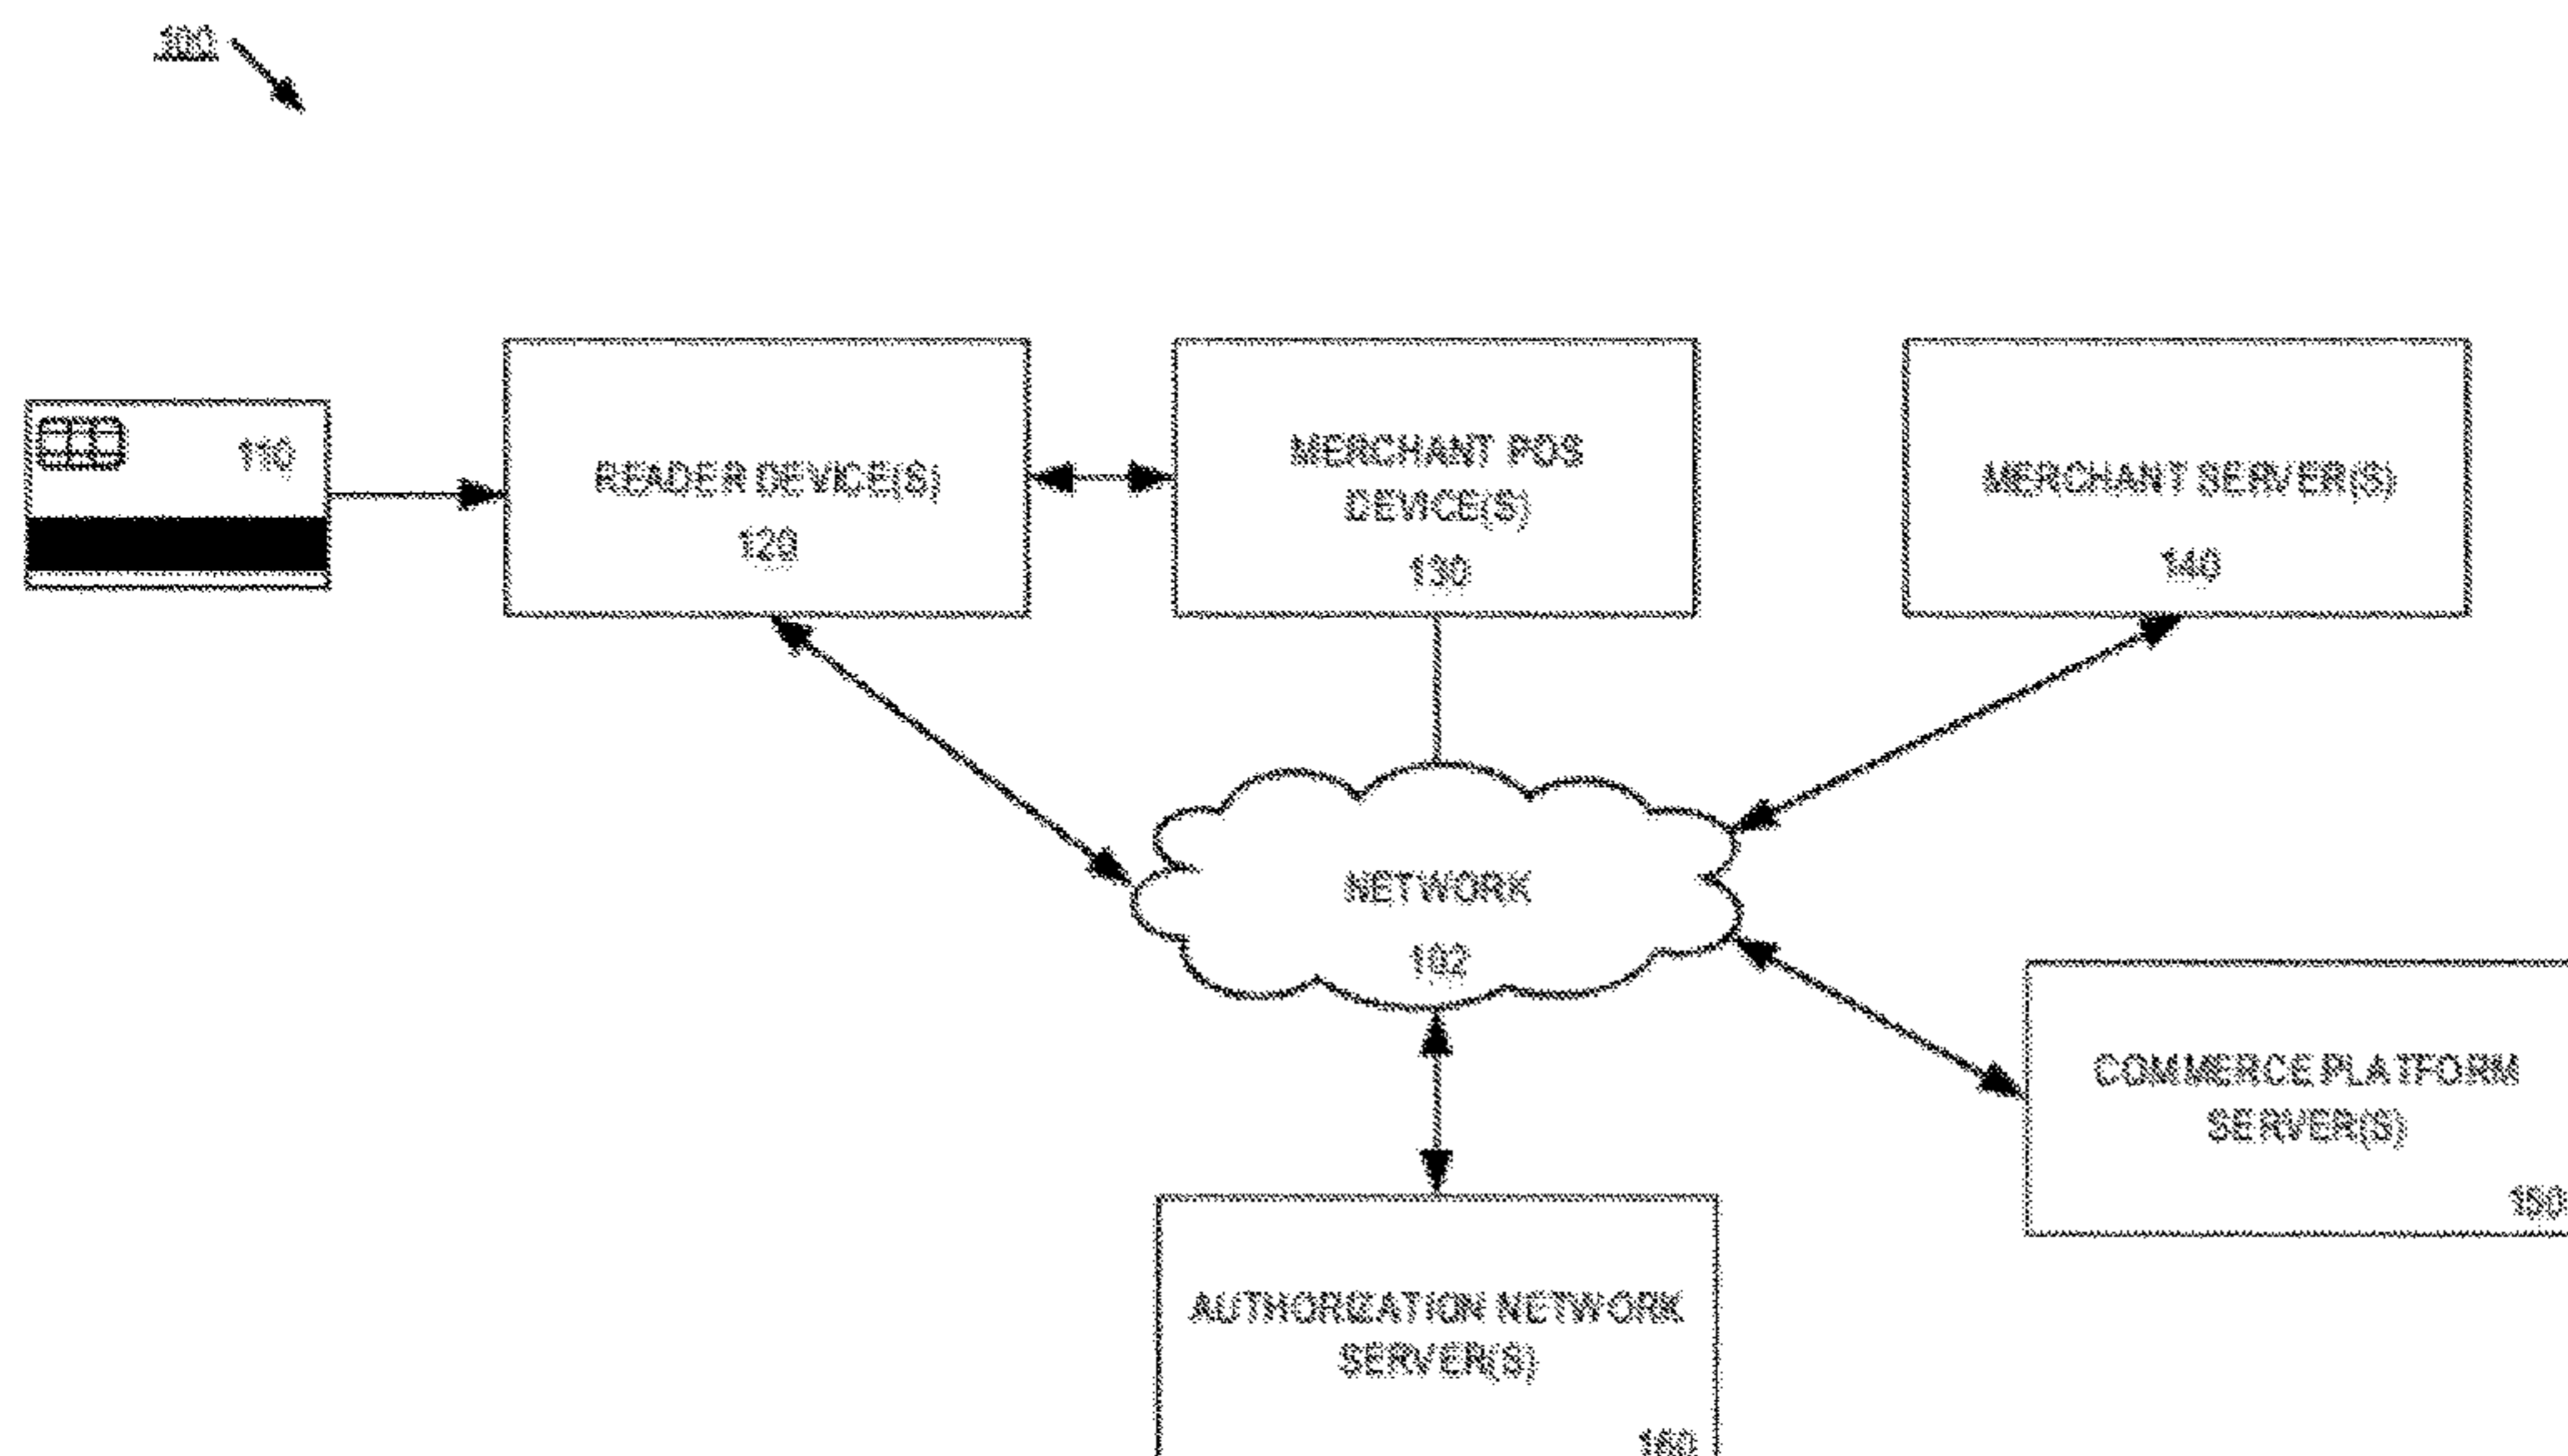 100
110
READER DEVICE(S)
120
MERCHANT POS
DEVICE(S)
130
MERCHANT SERVER(S)
140
NETWORK
102
COMMERCE PLATFORM
SERVER(S)
150
AUTHORIZATION NETWORK
SERVER(S)
160